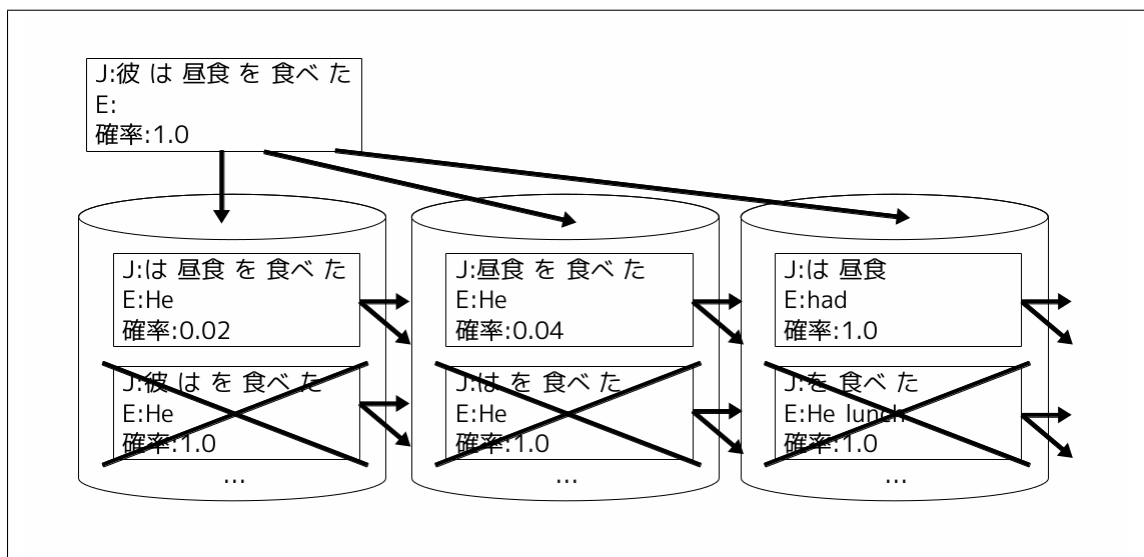 J:彼 は 昼食 を 食べ た
E:
確率:1.0
J:は 昼食 を 食べ た
E:He
確率:0.02
J:彼 は を 食べ た
E:He
確率:1.0
...
J:昼食 を 食べ た
E:He
確率:0.04
J:は を 食べ た
E:He
確率:1.0
...
J:は 昼食
E:had
確率:1.0
J:を 食べ た
E:He lunch
確率:1.0
...